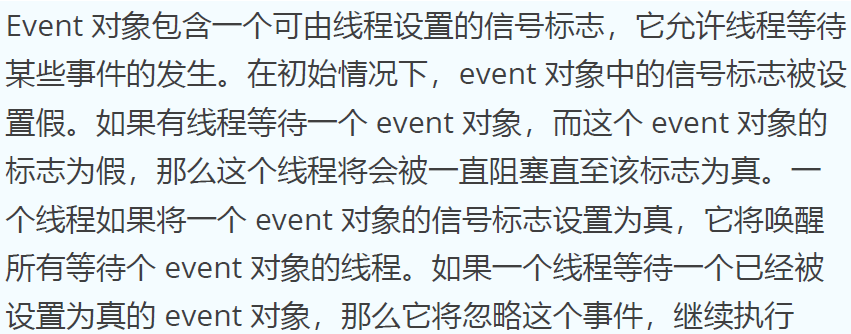 Event 对象包含一个可由线程设置的信号标志，它允许线程等待
某些事件的发生。在初始情况下，event 对象中的信号标志被设
置假。如果有线程等待一个 event 对象，而这个 event 对象的
标志为假，那么这个线程将会被一直阻塞直至该标志为真。一
个线程如果将一个 event 对象的信号标志设置为真，它将唤醒
所有等待个 event 对象的线程。如果一个线程等待一个已经被
设置为真的 event 对象，那么它将忽略这个事件，继续执行